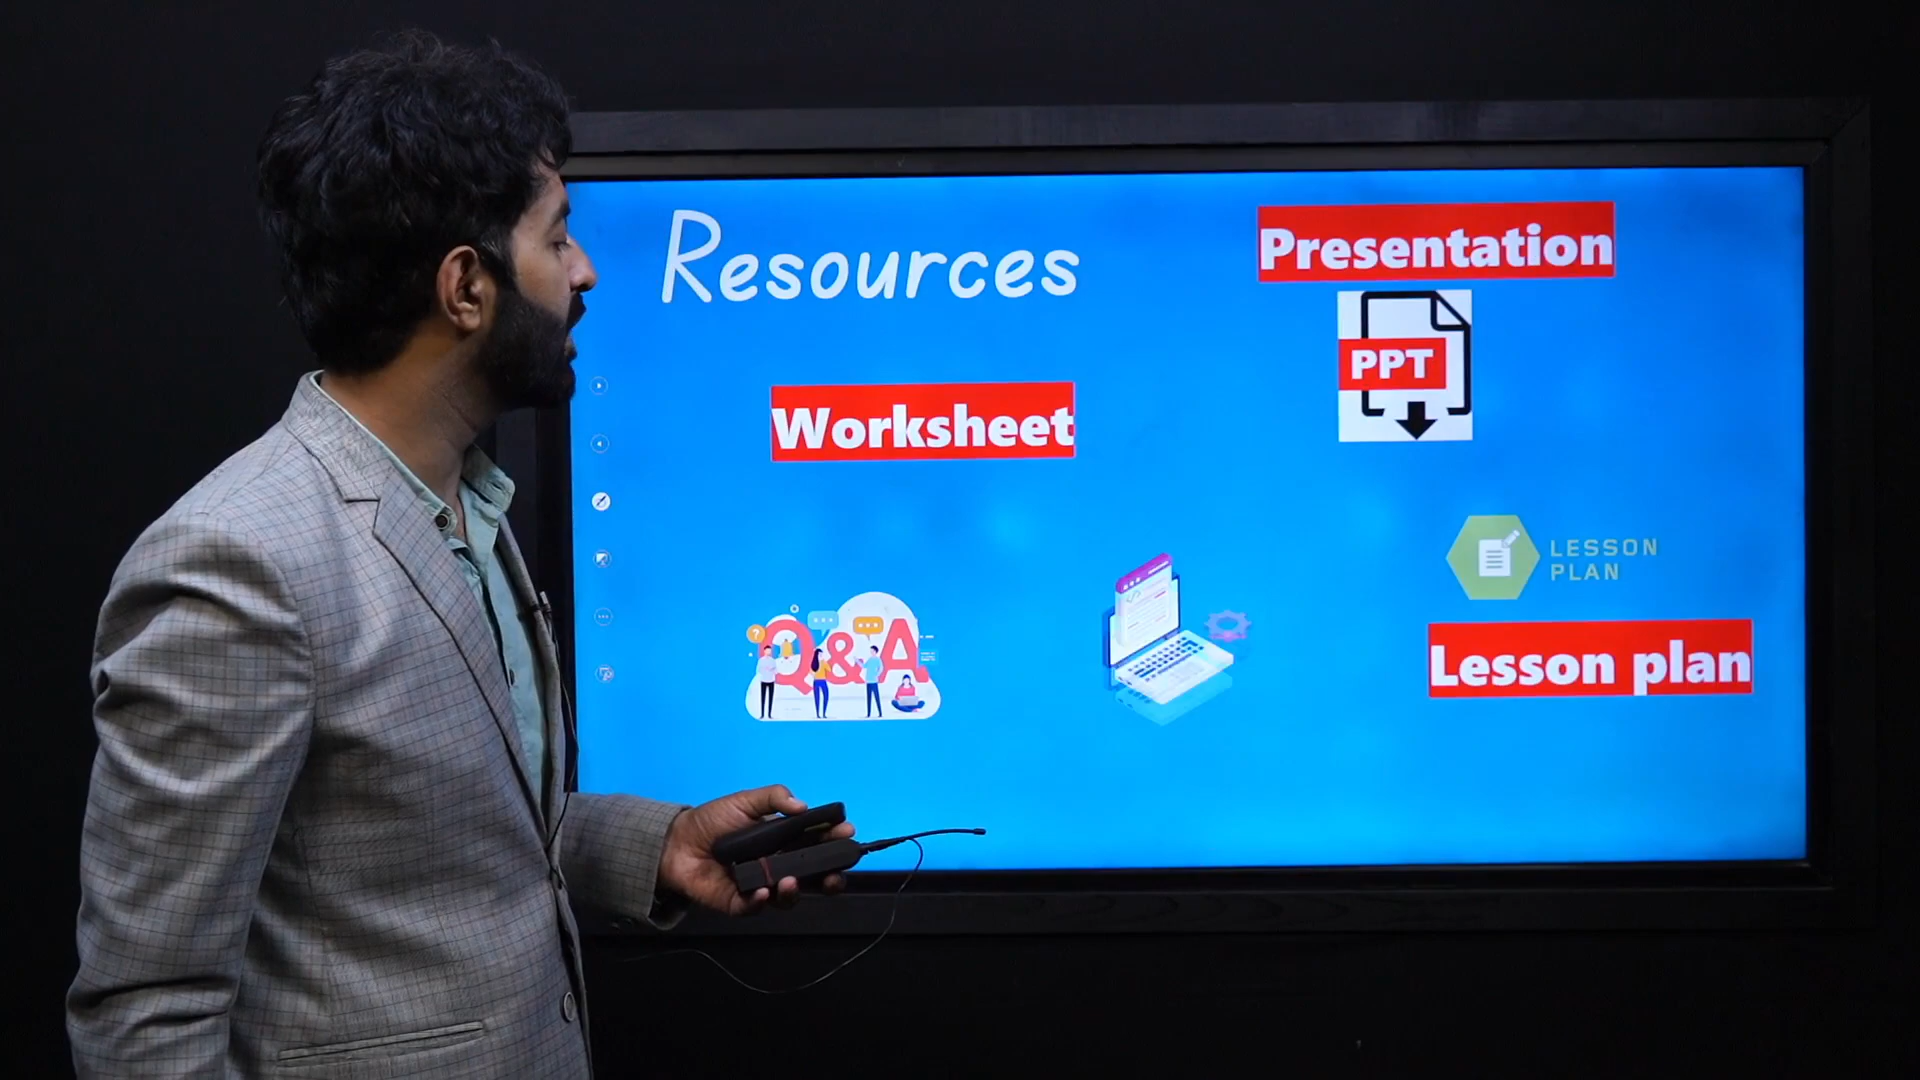 Resources
Presentation
PPT
Worksheet
LESSON
PLAN
Q&A
Lesson plan